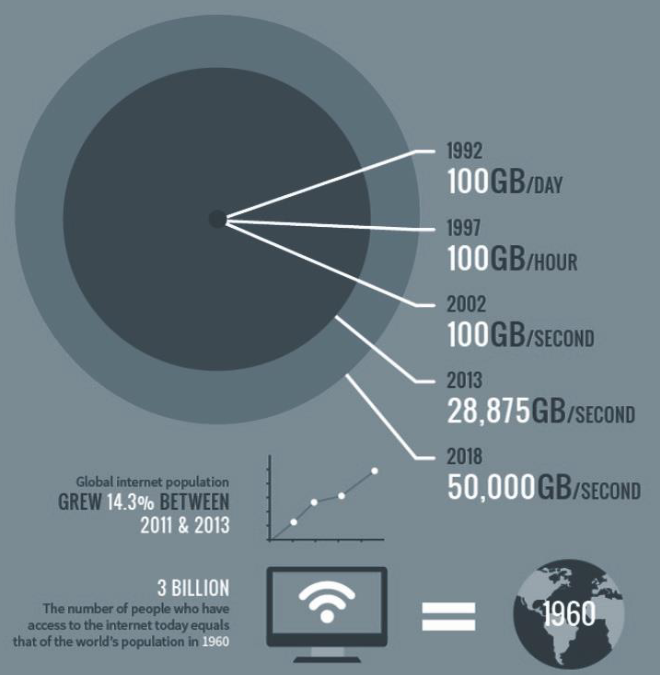 1992
100GB/DAY
1997
100GB/HOUR
2002
100GB/SECOND
2013
28,875GB/SECOND
2018
50,000GB/SECOND
Global internet population
GREW 14.3% BETWEEN
2011 & 2013
3 BILLION
The number of people who have
access to the internet today equals
that of the world's population in 1960
1960